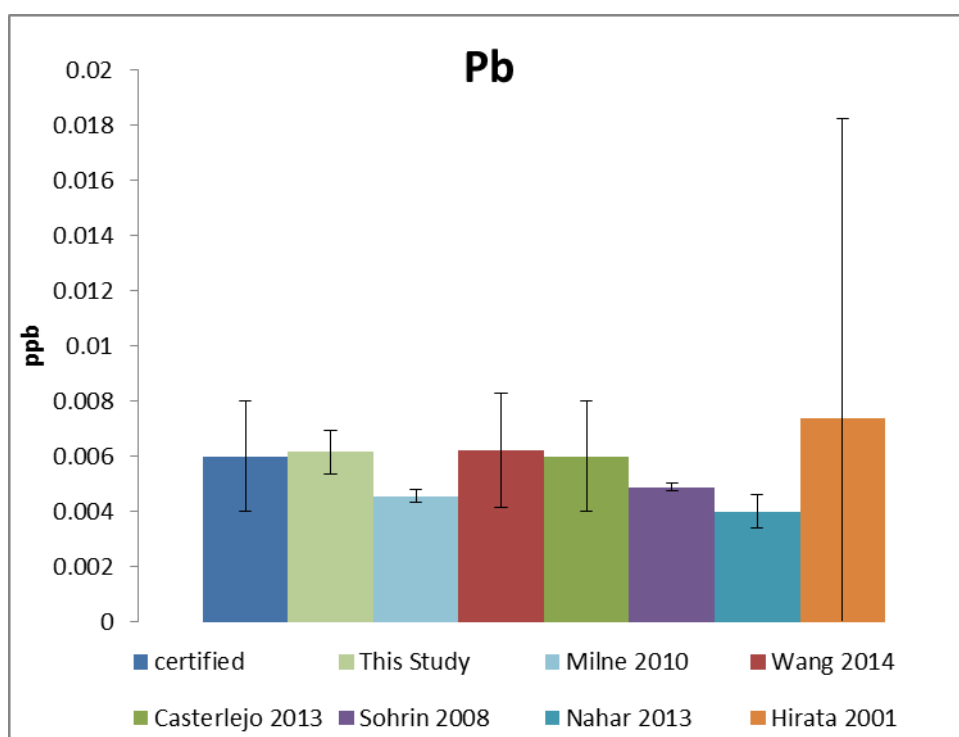 Pb
0.02
0.018
0.016
0.014
0.012
0.01
0.008
0.006
0.004
0.002
0
ppb
certified This Study Milne 2010 Wang 2014
Casterlejo 2013 Sohrin 2008 Nahar 2013 Hirata 2001